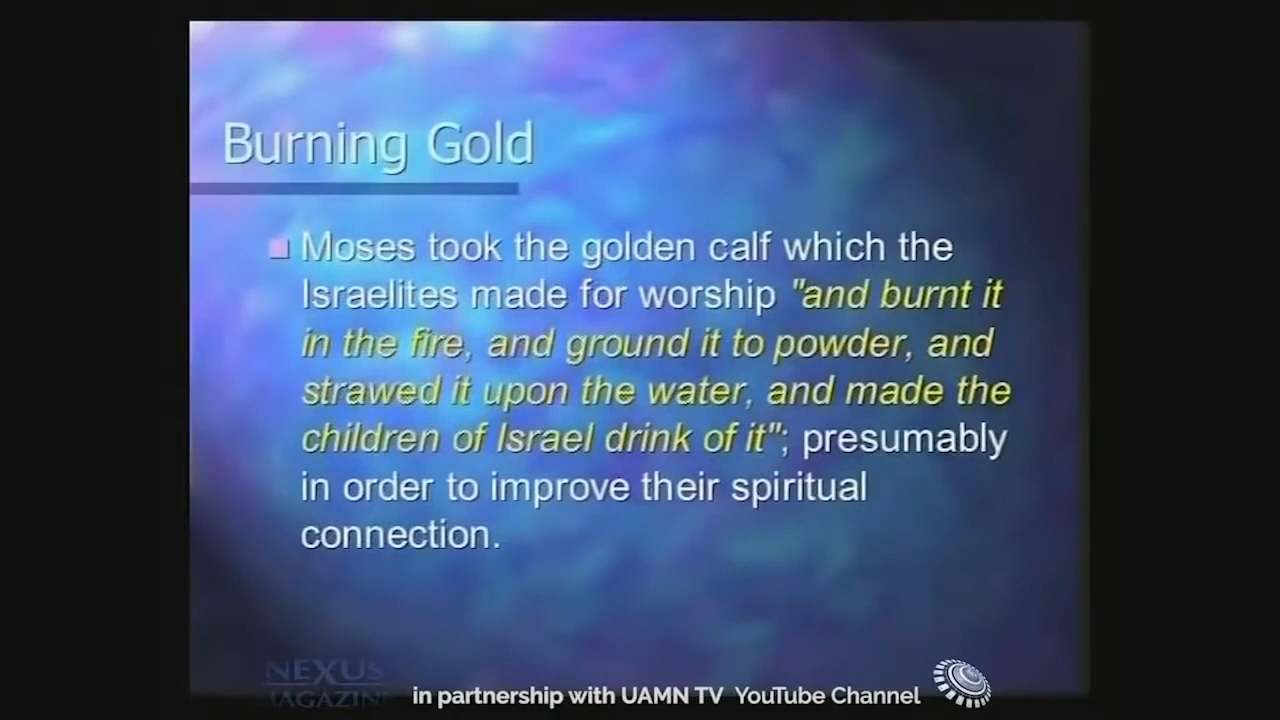 Burning Gold
Moses took the golden calf which the
Israelites made for worship "and burnt it
in the fire, and ground it to powder, and
strawed it upon the water, and made the
children of Israel drink of it"; presumably
in order to improve their spiritual
connection.
NEXUS
MAGAZINE
in partnership with UAMN TV YouTube Channel